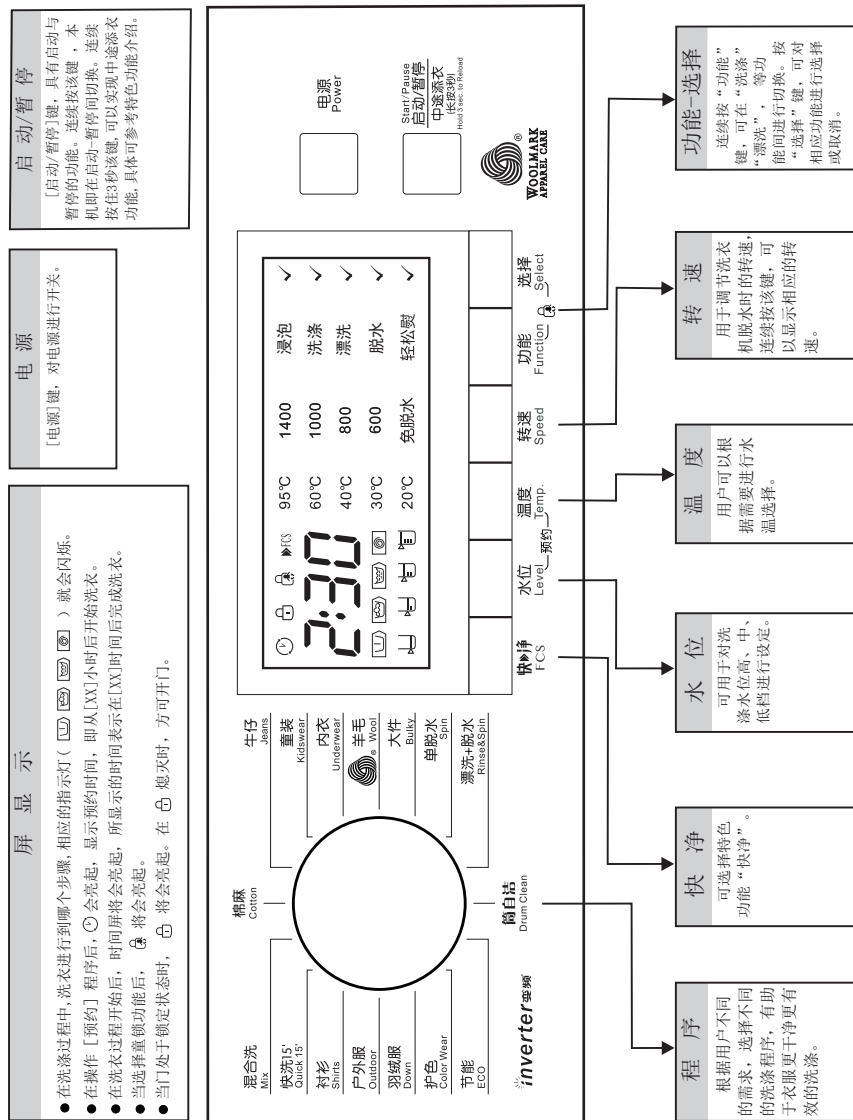 屏 显 示
● 在洗涤过程中,洗衣进行到哪个步骤,相应的指示灯( ) 就会闪烁。
● 在操作 [预约] 程序后, 会亮起，显示预约时间，即从[XX]小时后开始洗衣。
● 在洗衣过程开始后，时间屏将会亮起，所显示的时间表示在[XX]时间后完成洗衣。
● 当选择童锁功能后， 将会亮起。
● 当门处于锁定状态时， 将会亮起。在 熄灭时，方可开门。
电 源
[电源]键，对电源进行开关。
启 动/暂 停
[启动/暂停]键，具有启动与
暂停的功能。连续按该键 ，本
机即在启动-暂停间切换。连续
按住3秒该键,可以实现中途添衣
功能,具体可参考特色功能介绍。
棉麻
Cotton
混合洗
Mix
快洗15'
Quick 15'
衬衫
Shirts
户外服
Outdoor
羽绒服
Down
护色
Color Wear
节能
ECO
牛仔
Jeans
童装
Kidswear
内衣
Underwear
羊毛
Wool
®
大件
Bulky
单脱水
Spin
漂洗+脱水
Rinse&Spin
筒自洁
Drum Clean
inverter变频
FCS
2:30
95℃ 1400 浸泡 ✓
60℃ 1000 洗涤 ✓
40℃ 800 漂洗 ✓
30℃ 600 脱水 ✓
20℃ 免脱水 轻松熨 ✓
快净
FCS
水位
Level
预约
温度
Temp.
转速
Speed
功能
Function
选择
Select
电源
Power
Start/Pause
启动/暂停
中途添衣
(长按3秒)
Hold 3 sec. to Reload
®
WOOLMARK
APPAREL CARE
程 序
根据用户不同
的需求，选择不同
的洗涤程序，有助
于衣服更干净更有
效的洗涤。
快 净
可选择特色
功能“快净”。
水 位
可用于对洗
涤水位高、中、
低档进行设定。
温 度
用户可以根
据需要进行水
温选择。
转 速
用于调节洗衣
机脱水时的转速,
连续按该键，可
以显示相应的转
速。
功能-选择
连续按“功能”
键，可在“洗涤”
“漂洗”，等功
能间进行切换。按
“选择”键，可对
相应功能进行选择
或取消。